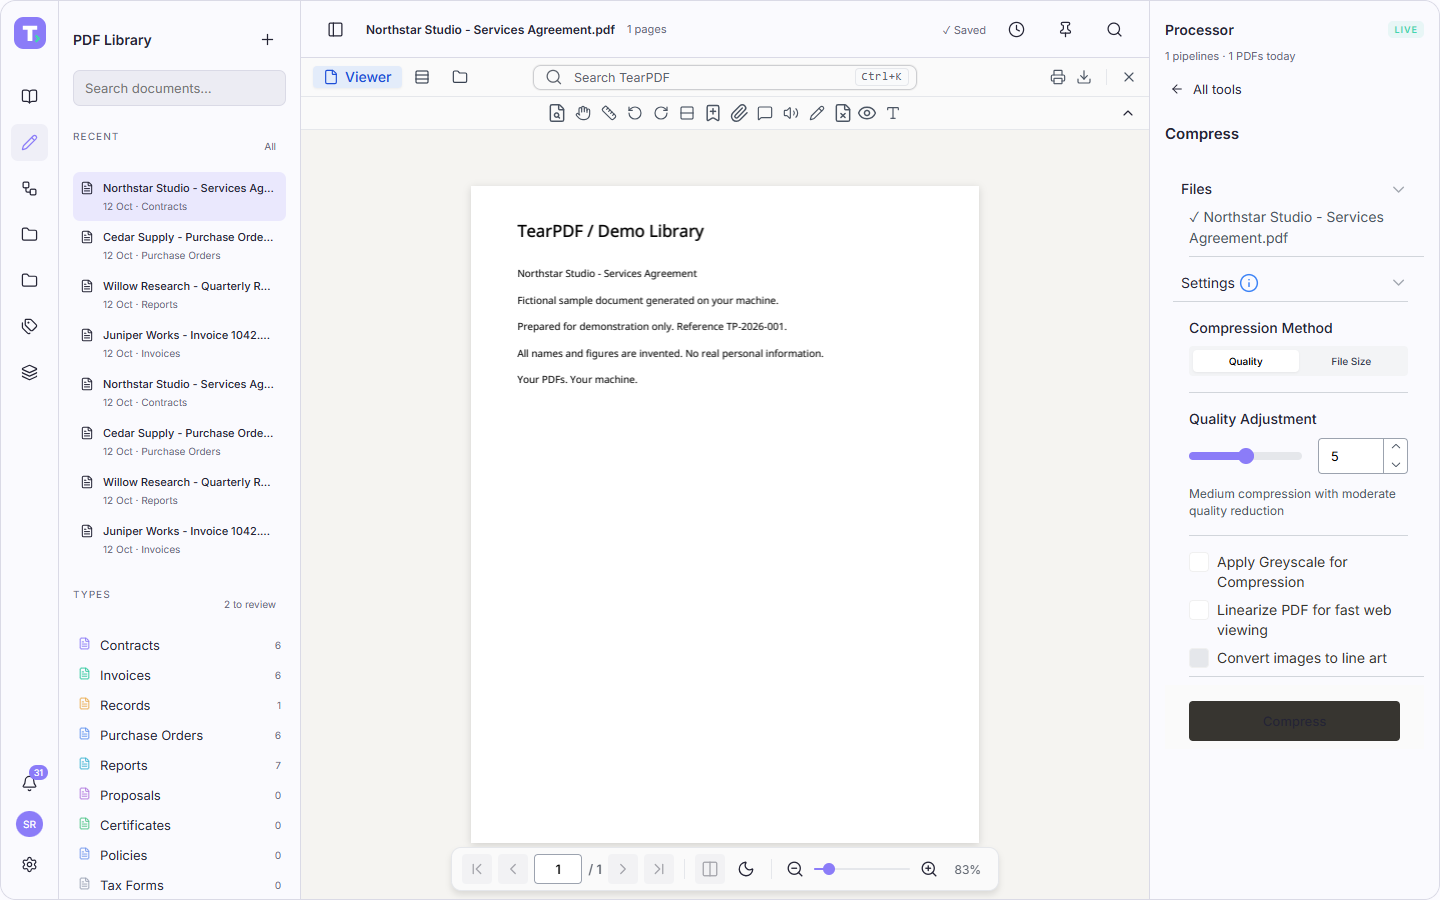 PDF Library
Search documents...
RECENT
All
Northstar Studio - Services Ag...
12 Oct · Contracts
Cedar Supply - Purchase Orde...
12 Oct · Purchase Orders
Willow Research - Quarterly R...
12 Oct · Reports
Juniper Works - Invoice 1042....
12 Oct · Invoices
Northstar Studio - Services Ag...
12 Oct · Contracts
Cedar Supply - Purchase Orde...
12 Oct · Purchase Orders
Willow Research - Quarterly R...
12 Oct · Reports
Juniper Works - Invoice 1042....
12 Oct · Invoices
TYPES
2 to review
Contracts 6
Invoices 6
Records 1
Purchase Orders 6
Reports 7
Proposals 0
Certificates 0
Policies 0
Tax Forms 0
31
SR
Northstar Studio - Services Agreement.pdf 1 pages
✓ Saved
Viewer
Search TearPDF Ctrl+K
TearPDF / Demo Library
Northstar Studio - Services Agreement
Fictional sample document generated on your machine.
Prepared for demonstration only. Reference TP-2026-001.
All names and figures are invented. No real personal information.
Your PDFs. Your machine.
1 / 1
83%
Processor LIVE
1 pipelines · 1 PDFs today
All tools
Compress
Files
✓ Northstar Studio - Services
Agreement.pdf
Settings
Compression Method
Quality File Size
Quality Adjustment
5
Medium compression with moderate
quality reduction
Apply Greyscale for
Compression
Linearize PDF for fast web
viewing
Convert images to line art
Compress